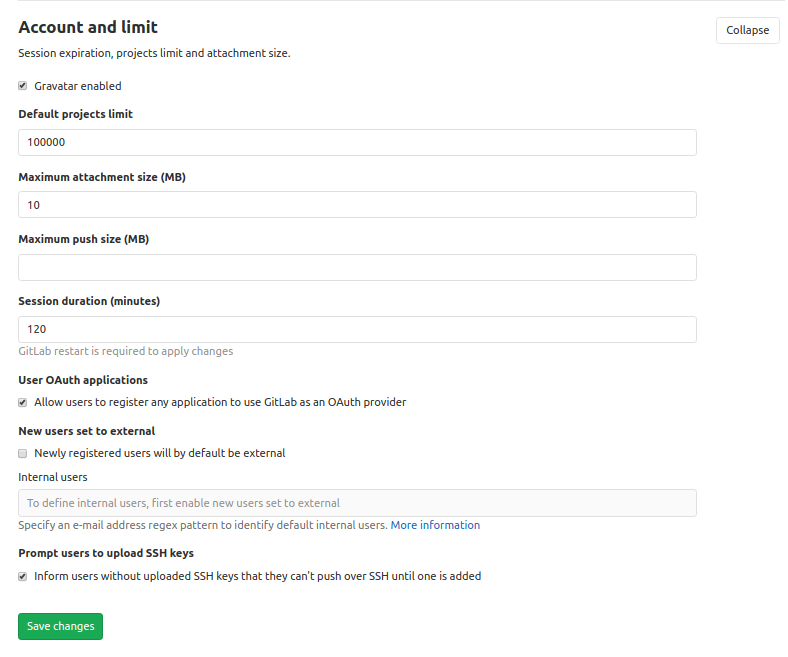 Account and limit
Collapse
Session expiration, projects limit and attachment size.
Gravatar enabled
Default projects limit
100000
Maximum attachment size (MB)
10
Maximum push size (MB)
Session duration (minutes)
120
GitLab restart is required to apply changes
User OAuth applications
Allow users to register any application to use GitLab as an OAuth provider
New users set to external
Newly registered users will by default be external
Internal users
To define internal users, first enable new users set to external
Specify an e-mail address regex pattern to identify default internal users. More information
Prompt users to upload SSH keys
Inform users without uploaded SSH keys that they can't push over SSH until one is added
Save changes